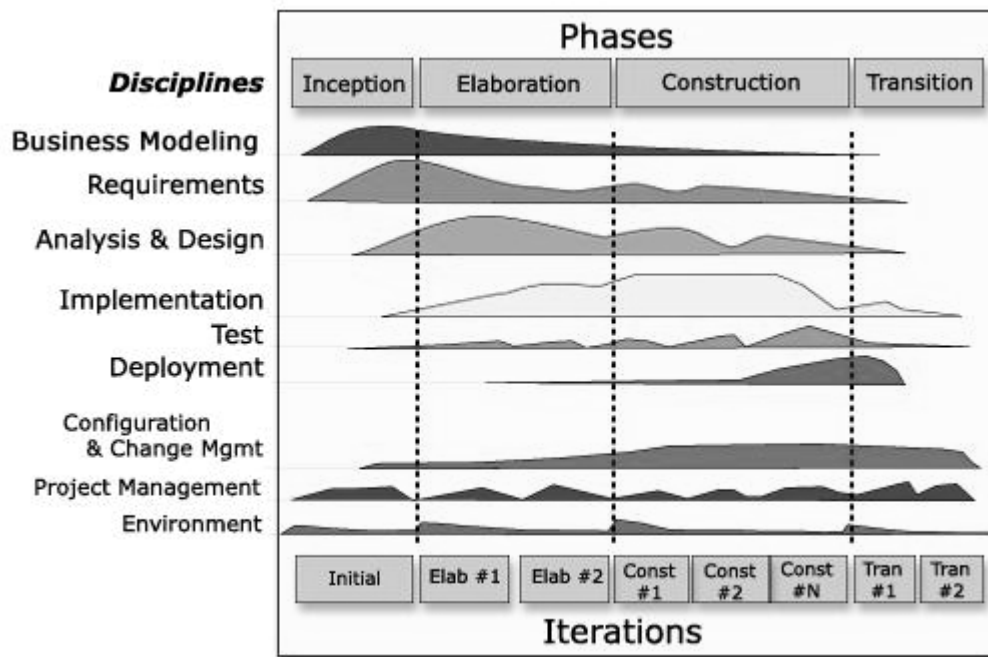 Phases
Disciplines
Inception
Elaboration
Construction
Transition
Business Modeling
Requirements
Analysis & Design
Implementation
Test
Deployment
Configuration
& Change Mgmt
Project Management
Environment
Initial
Elab #1
Elab #2
Const
#1
Const
#2
Const
#N
Tran
#1
Tran
#2
Iterations